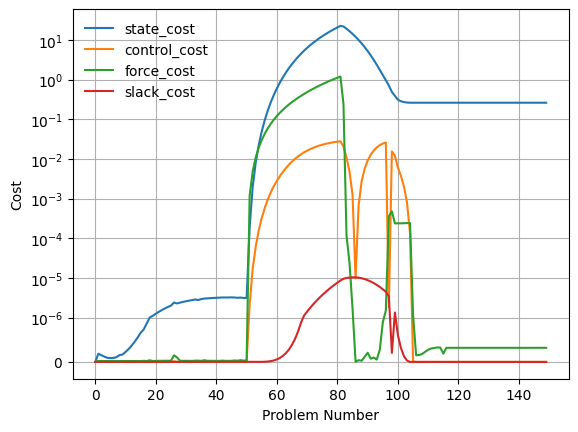 state_cost
control_cost
force_cost
slack_cost
Cost
10¹
10⁰
10⁻¹
10⁻²
10⁻³
10⁻⁴
10⁻⁵
10⁻⁶
0
0 20 40 60 80 100 120 140
Problem Number